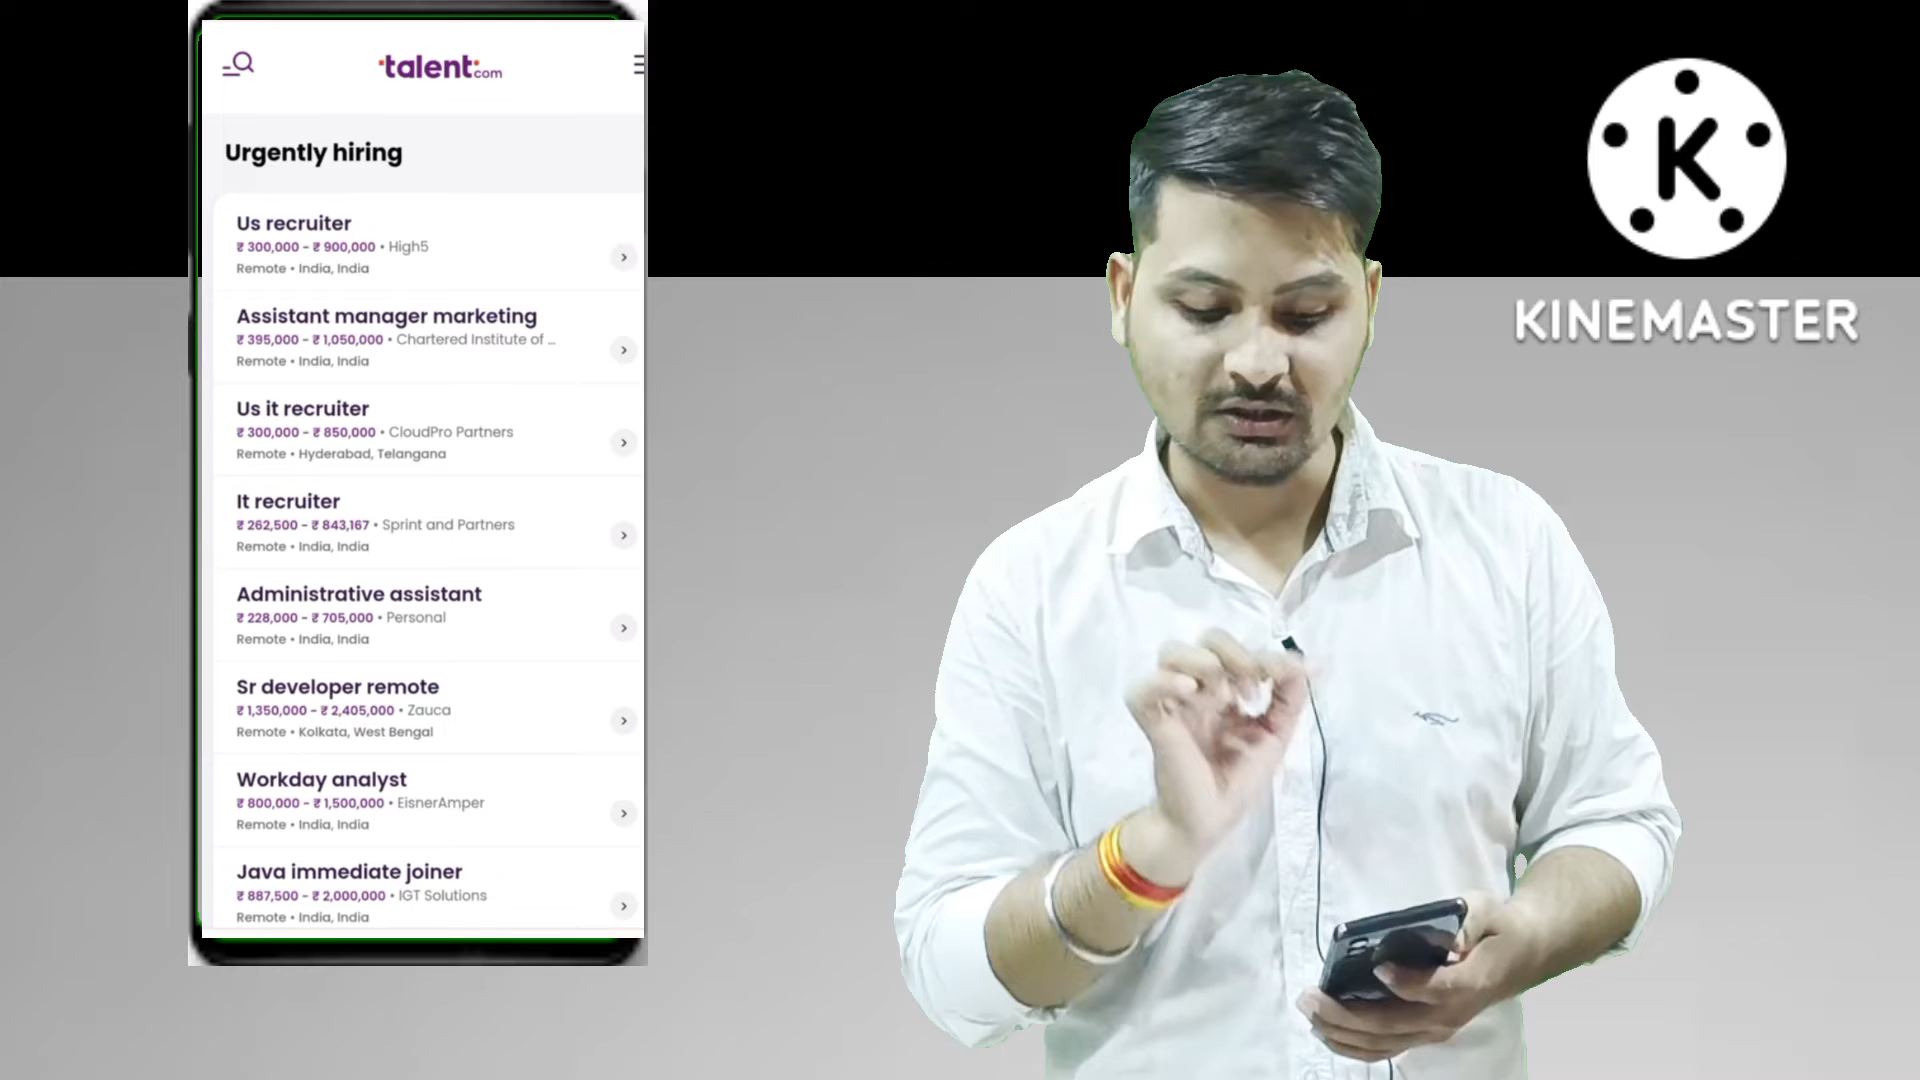 talent.com
Urgently hiring
Us recruiter
₹ 300,000 - ₹ 900,000 • High5
Remote • India, India
Assistant manager marketing
₹ 395,000 - ₹ 1,050,000 • Chartered Institute of ...
Remote • India, India
Us it recruiter
₹ 300,000 - ₹ 850,000 • CloudPro Partners
Remote • Hyderabad, Telangana
It recruiter
₹ 262,500 - ₹ 843,167 • Sprint and Partners
Remote • India, India
Administrative assistant
₹ 228,000 - ₹ 705,000 • Personal
Remote • India, India
Sr developer remote
₹ 1,350,000 - ₹ 2,405,000 • Zauca
Remote • Kolkata, West Bengal
Workday analyst
₹ 800,000 - ₹ 1,500,000 • EisnerAmper
Remote • India, India
Java immediate joiner
₹ 887,500 - ₹ 2,000,000 • IGT Solutions
Remote • India, India
K
KINEMASTER